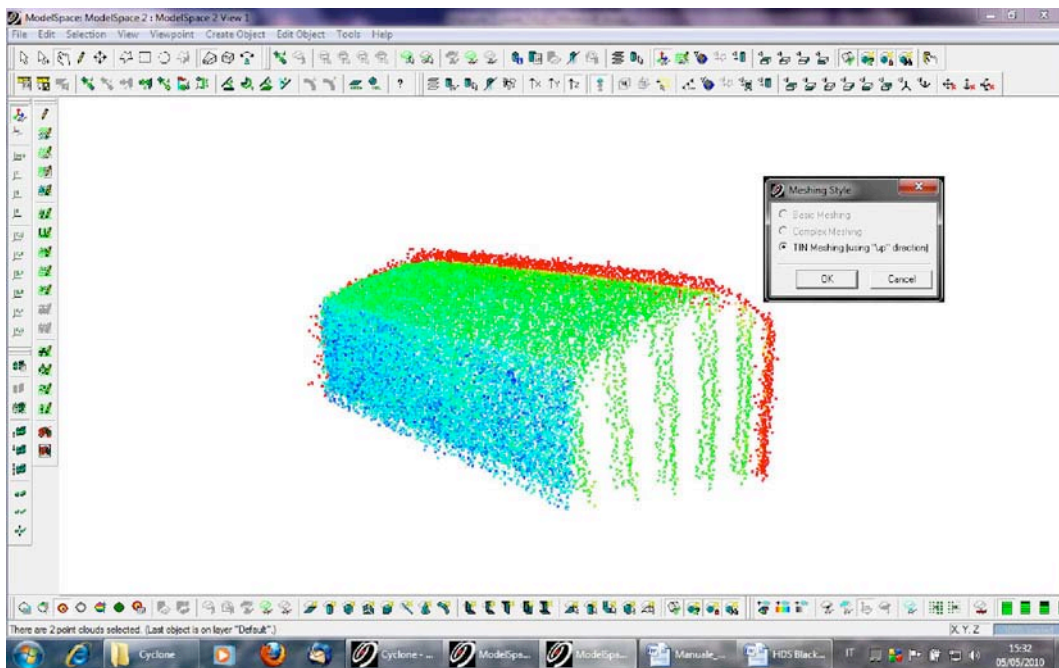 ModelSpace: ModelSpace 2 : ModelSpace 2 View 1
File Edit Selection View Viewpoint Create Object Edit Object Tools Help
Meshing Style
Basic Meshing
Complex Meshing
TIN Meshing (using "up" direction)
OK Cancel
There are 2 point clouds selected. (Last object is on layer "Default".)
X, Y, Z
Cyclone
Cyclone - ...
ModelSpa...
ModelSpa...
Manuale_...
HDS Black...
IT
15:32
05/05/2010